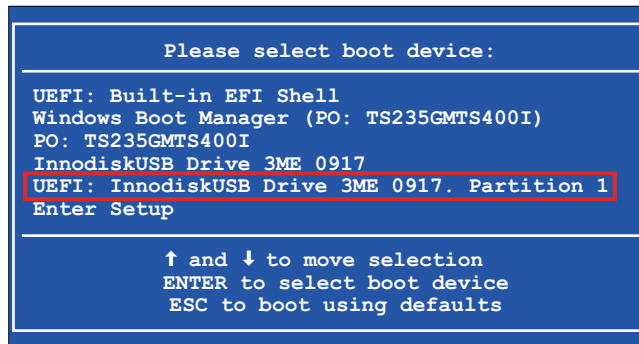 Please select boot device:
UEFI: Built-in EFI Shell
Windows Boot Manager (PO: TS235GMTS400I)
PO: TS235GMTS400I
InnodiskUSB Drive 3ME 0917
UEFI: InnodiskUSB Drive 3ME 0917. Partition 1
Enter Setup
↑ and ↓ to move selection
ENTER to select boot device
ESC to boot using defaults